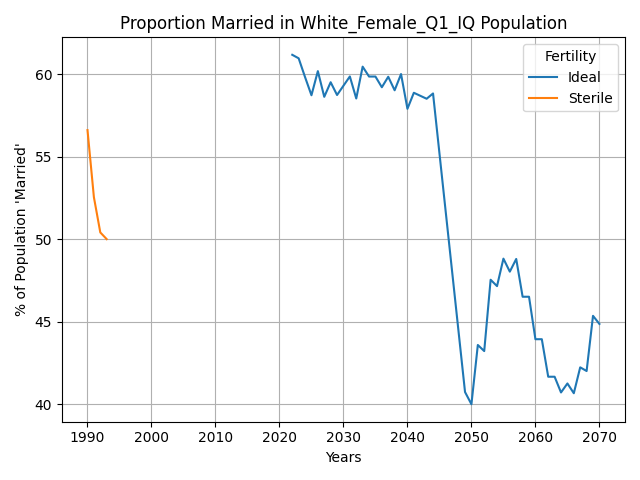 Proportion Married in White_Female_Q1_IQ Population
Fertility
Ideal
Sterile
% of Population 'Married'
60
55
50
45
40
1990 2000 2010 2020 2030 2040 2050 2060 2070
Years